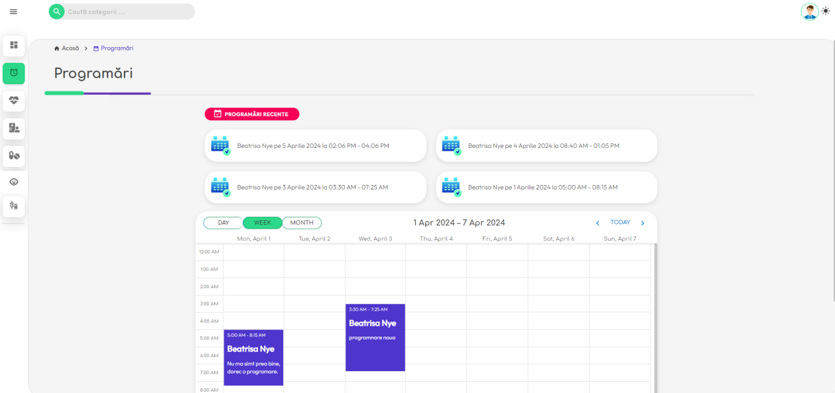 Caută categorii ...
Acasă > Programări
Programări
PROGRAMĂRI RECENTE
Beatrisa Nye pe 5 Aprilie 2024 la 02:06 PM - 04:06 PM
Beatrisa Nye pe 4 Aprilie 2024 la 08:40 AM - 01:05 PM
Beatrisa Nye pe 3 Aprilie 2024 la 03:30 AM - 07:25 AM
Beatrisa Nye pe 1 Aprilie 2024 la 05:00 AM - 08:15 AM
DAY WEEK MONTH 1 Apr 2024 – 7 Apr 2024 < TODAY >
Mon, April 1 Tue, April 2 Wed, April 3 Thu, April 4 Fri, April 5 Sat, April 6 Sun, April 7
12:00 AM
1:00 AM
2:00 AM
3:00 AM
3:30 AM - 7:25 AM
4:00 AM
Beatrisa Nye
5:00 AM - 8:15 AM
5:00 AM
programnare noua
Beatrisa Nye
6:00 AM
Nu ma simt prea bine,
dorec o programare.
7:00 AM
8:00 AM